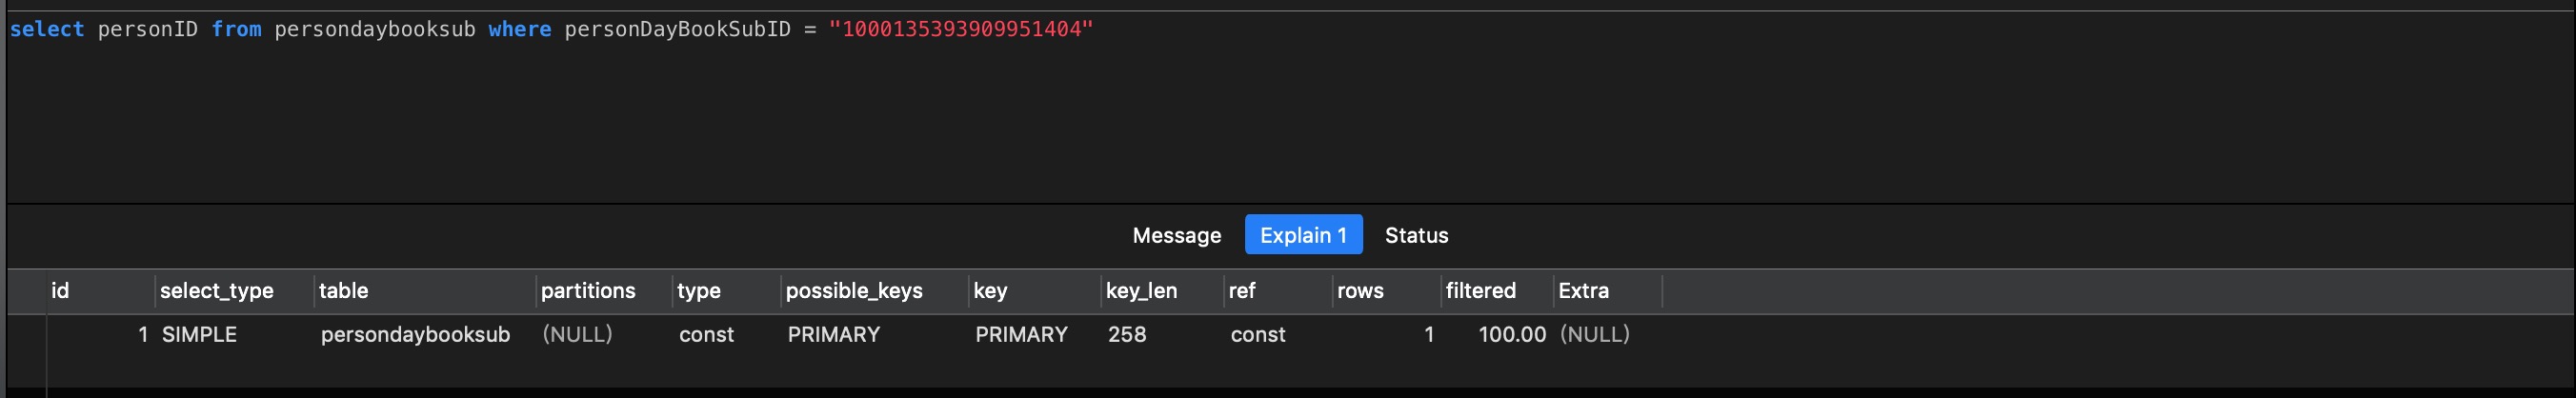 select personID from persondaybooksub where personDayBookSubID = "1000135393909951404"
Message Explain 1 Status
id select_type table partitions type possible_keys key key_len ref rows filtered Extra
1 SIMPLE persondaybooksub (NULL) const PRIMARY PRIMARY 258 const 1 100.00 (NULL)